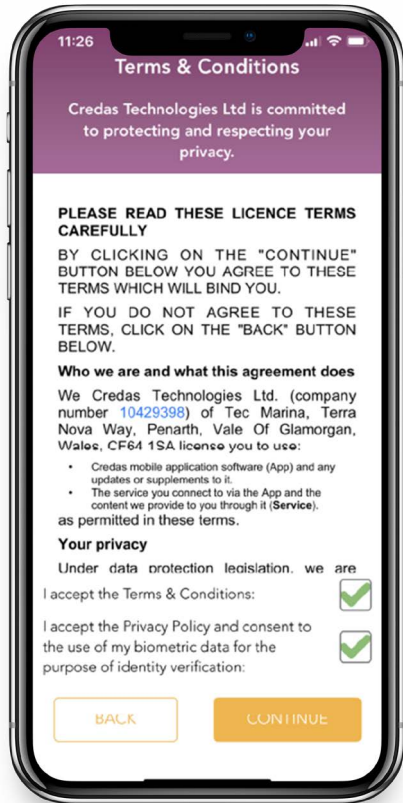 11:26
Terms & Conditions
Credas Technologies Ltd is committed
to protecting and respecting your
privacy.
PLEASE READ THESE LICENCE TERMS
CAREFULLY
BY CLICKING ON THE "CONTINUE"
BUTTON BELOW YOU AGREE TO THESE
TERMS WHICH WILL BIND YOU.
IF YOU DO NOT AGREE TO THESE
TERMS, CLICK ON THE "BACK" BUTTON
BELOW.
Who we are and what this agreement does
We Credas Technologies Ltd. (company
number 10429398) of Tec Marina, Terra
Nova Way, Penarth, Vale Of Glamorgan,
Wales, CF64 1SA license you to use:
• Credas mobile application software (App) and any
updates or supplements to it.
• The service you connect to via the App and the
content we provide to you through it (Service).
as permitted in these terms.
Your privacy
Under data protection legislation, we are
I accept the Terms & Conditions:
I accept the Privacy Policy and consent to
the use of my biometric data for the
purpose of identity verification:
BACK
CONTINUE